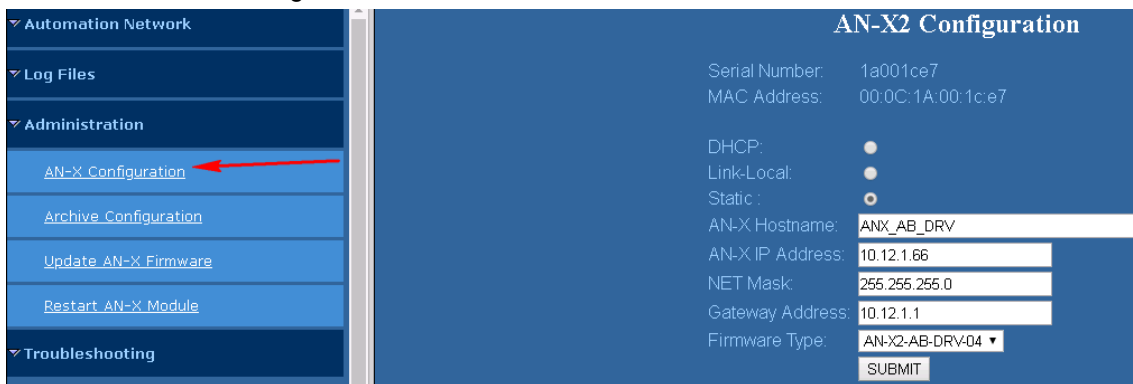 Automation Network
Log Files
Administration
AN-X Configuration
Archive Configuration
Update AN-X Firmware
Restart AN-X Module
Troubleshooting
AN-X2 Configuration
Serial Number: 1a001ce7
MAC Address: 00:0C:1A:00:1c:e7
DHCP:
Link-Local:
Static :
AN-X Hostname: ANX_AB_DRV
AN-X IP Address: 10.12.1.66
NET Mask: 255.255.255.0
Gateway Address: 10.12.1.1
Firmware Type: AN-X2-AB-DRV-04
SUBMIT